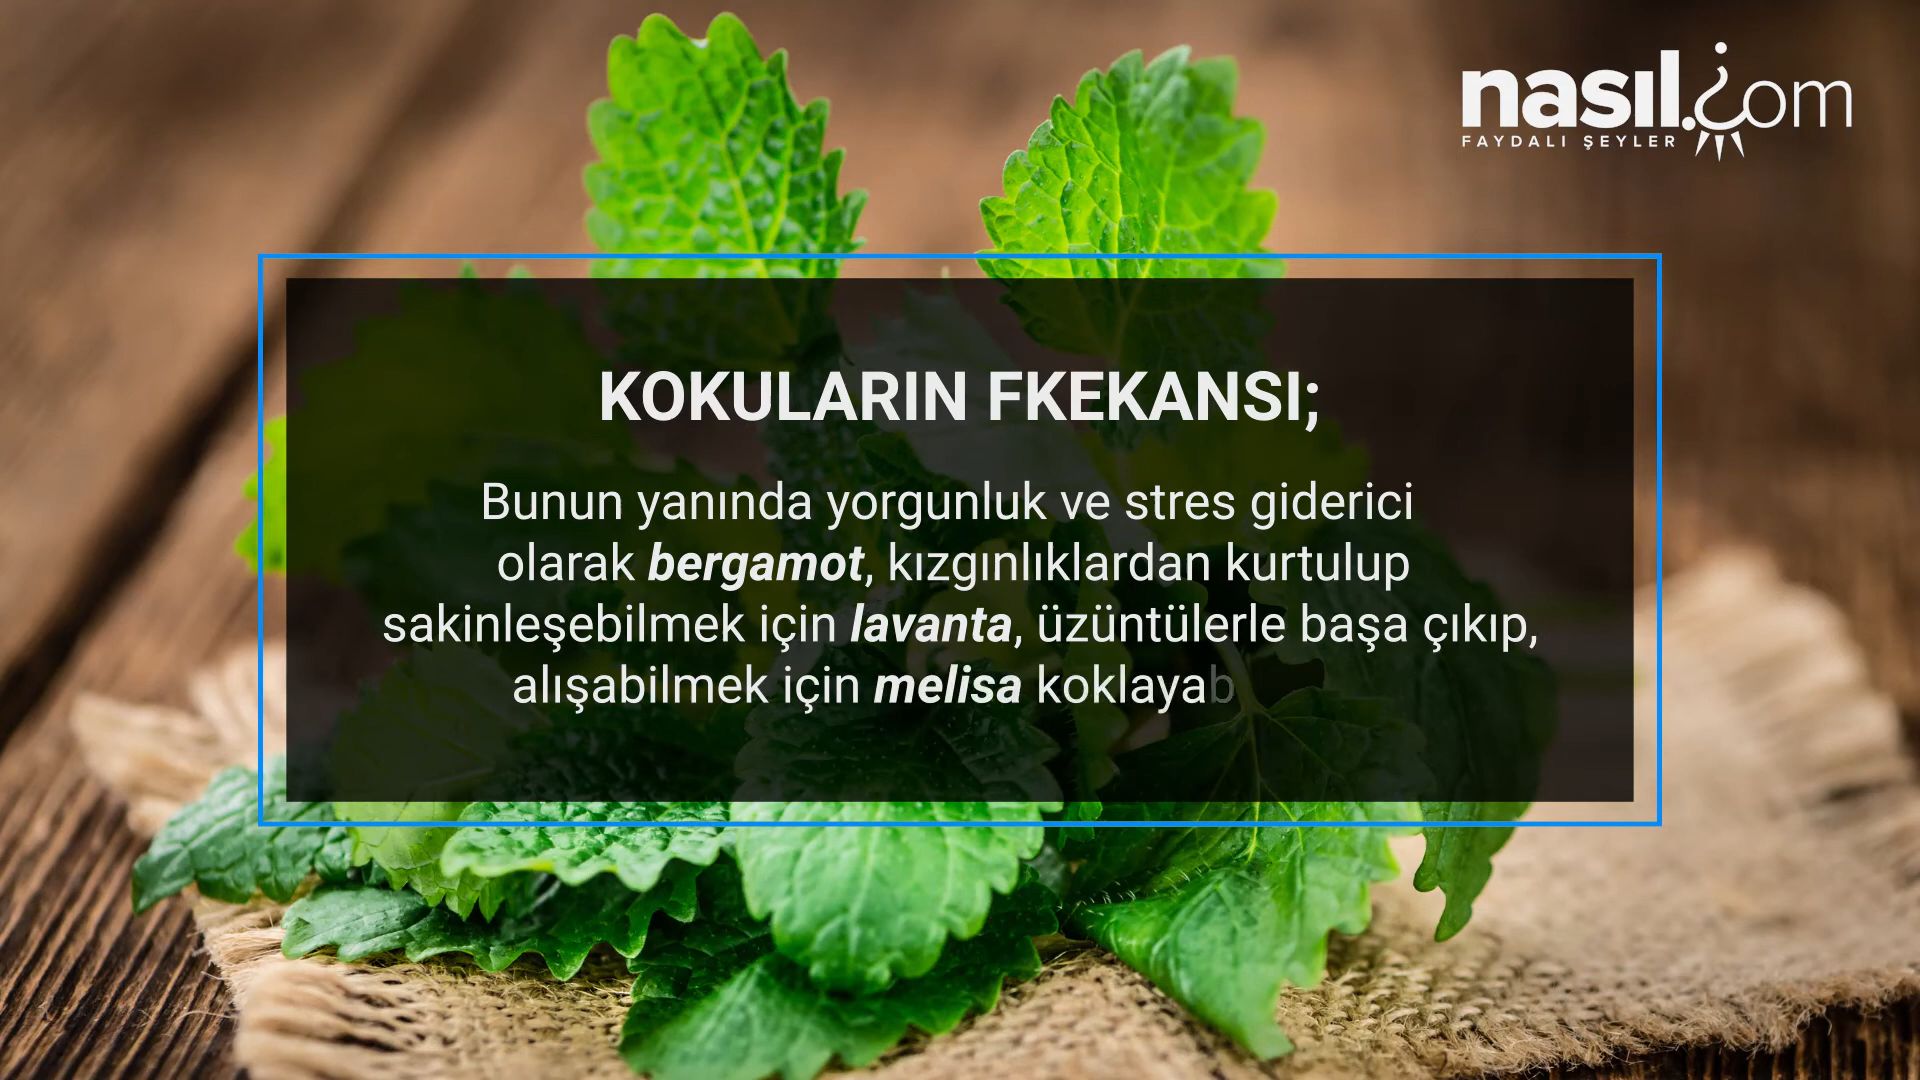 nasıl.com
FAYDALI ŞEYLER
KOKULARIN FKEKANSI;
Bunun yanında yorgunluk ve stres giderici
olarak bergamot, kızgınlıklardan kurtulup
sakinleşebilmek için lavanta, üzüntülerle başa çıkıp,
alışabilmek için melisa koklayab